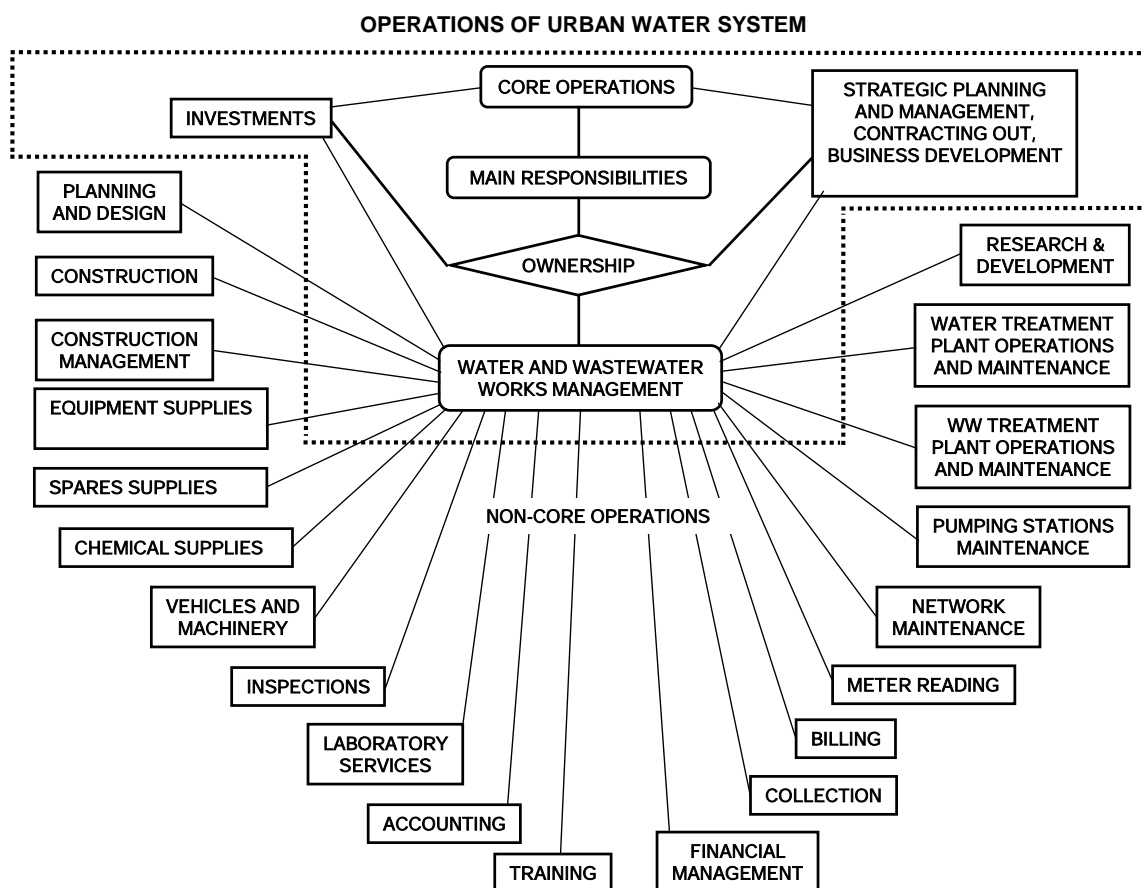 OPERATIONS OF URBAN WATER SYSTEM
CORE OPERATIONS
INVESTMENTS
STRATEGIC PLANNING
AND MANAGEMENT,
CONTRACTING OUT,
BUSINESS DEVELOPMENT
MAIN RESPONSIBILITIES
OWNERSHIP
WATER AND WASTEWATER
WORKS MANAGEMENT
PLANNING
AND DESIGN
CONSTRUCTION
CONSTRUCTION
MANAGEMENT
EQUIPMENT SUPPLIES
SPARES SUPPLIES
CHEMICAL SUPPLIES
VEHICLES AND
MACHINERY
INSPECTIONS
LABORATORY
SERVICES
ACCOUNTING
TRAINING
NON-CORE OPERATIONS
RESEARCH &
DEVELOPMENT
WATER TREATMENT
PLANT OPERATIONS
AND MAINTENANCE
WW TREATMENT
PLANT OPERATIONS
AND MAINTENANCE
PUMPING STATIONS
MAINTENANCE
NETWORK
MAINTENANCE
METER READING
BILLING
COLLECTION
FINANCIAL
MANAGEMENT